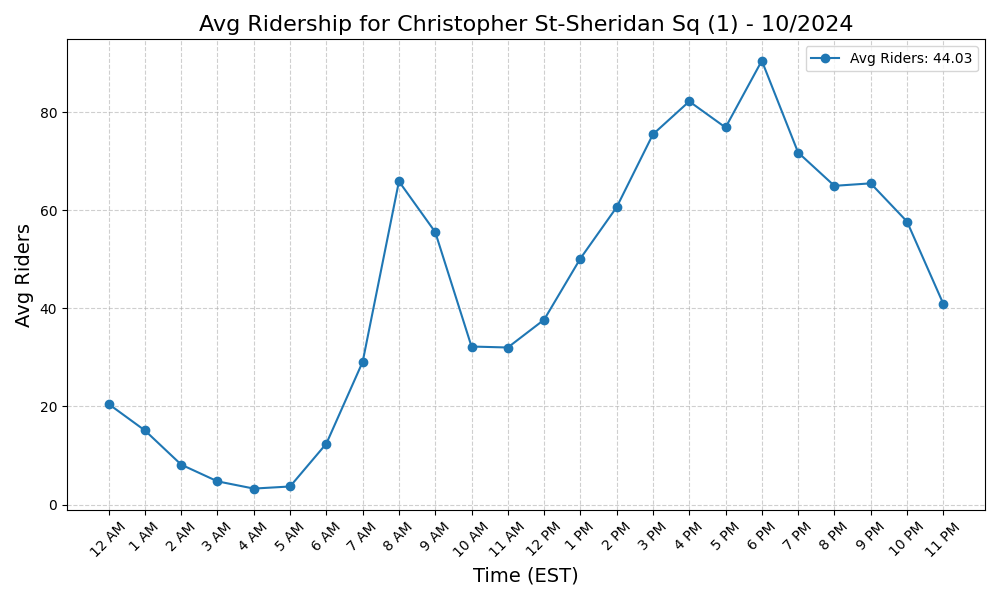 Avg Ridership for Christopher St-Sheridan Sq (1) - 10/2024
Avg Riders: 44.03
Avg Riders
80
60
40
20
0
12 AM
1 AM
2 AM
3 AM
4 AM
5 AM
6 AM
7 AM
8 AM
9 AM
10 AM
11 AM
12 PM
1 PM
2 PM
3 PM
4 PM
5 PM
6 PM
7 PM
8 PM
9 PM
10 PM
11 PM
Time (EST)